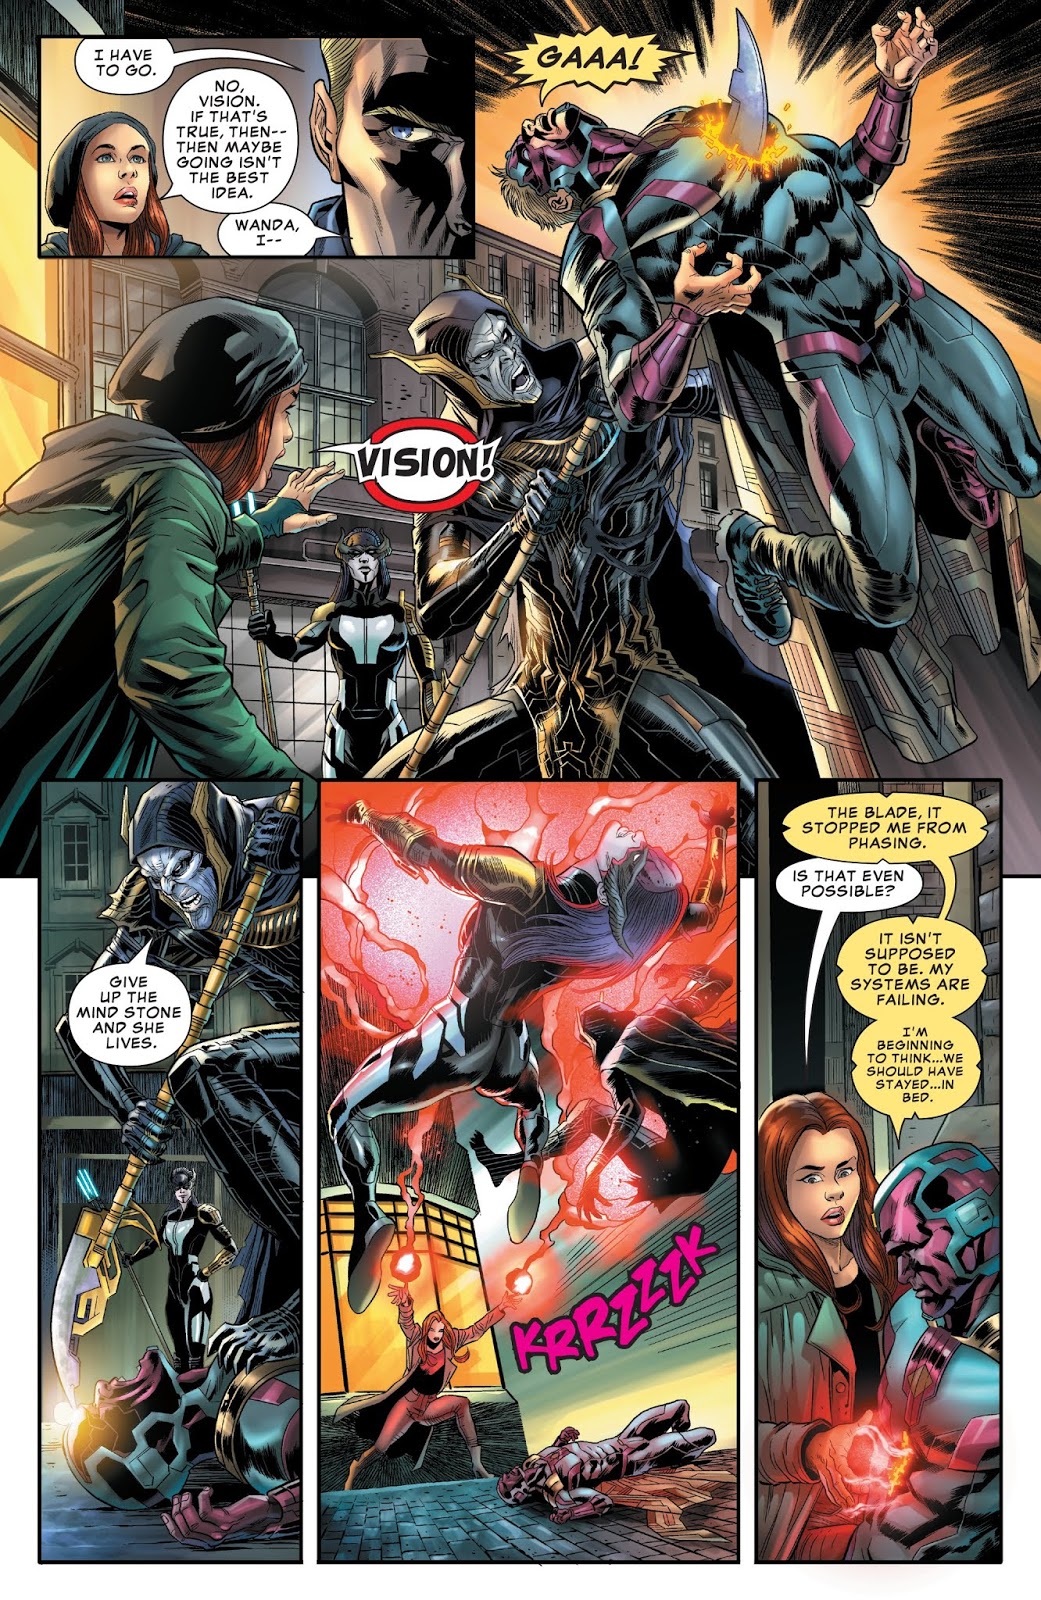 I HAVE
TO GO.
NO,
VISION.
IF THAT'S
TRUE, THEN--
THEN MAYBE
GOING ISN'T
THE BEST
IDEA.
WANDA,
I--
GAAA!
VISION!
GIVE
UP THE
MIND STONE
AND SHE
LIVES.
KRRZZZK
THE BLADE, IT
STOPPED ME FROM
PHASING.
IS THAT EVEN
POSSIBLE?
IT ISN'T
SUPPOSED
TO BE. MY
SYSTEMS ARE
FAILING.
I'M
BEGINNING
TO THINK...WE
SHOULD HAVE
STAYED...IN
BED.